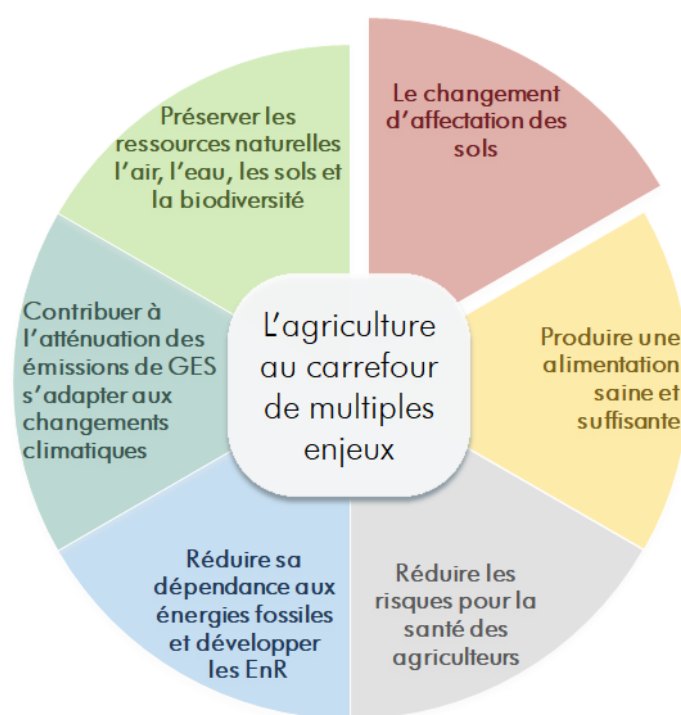 Le changement
d'affectation des
sols
Produire une
alimentation
saine et
suffisante
Réduire les
risques pour la
santé des
agriculteurs
Réduire sa
dépendance aux
énergies fossiles
et développer
les EnR
Contribuer à
l'atténuation des
émissions de GES
s'adapter aux
changements
climatiques
Préserver les
ressources naturelles
l'air, l'eau, les sols et
la biodiversité
L'agriculture
au carrefour
de multiples
enjeux